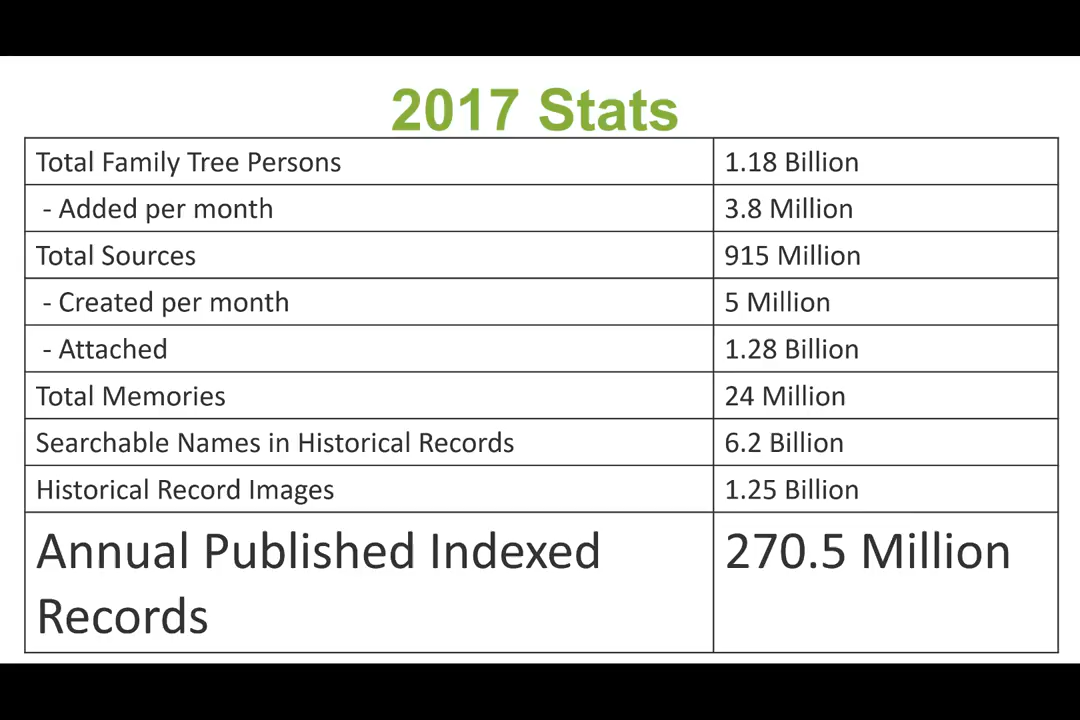 2017 Stats
Total Family Tree Persons 1.18 Billion
- Added per month 3.8 Million
Total Sources 915 Million
- Created per month 5 Million
- Attached 1.28 Billion
Total Memories 24 Million
Searchable Names in Historical Records 6.2 Billion
Historical Record Images 1.25 Billion
Annual Published Indexed 270.5 Million
Records